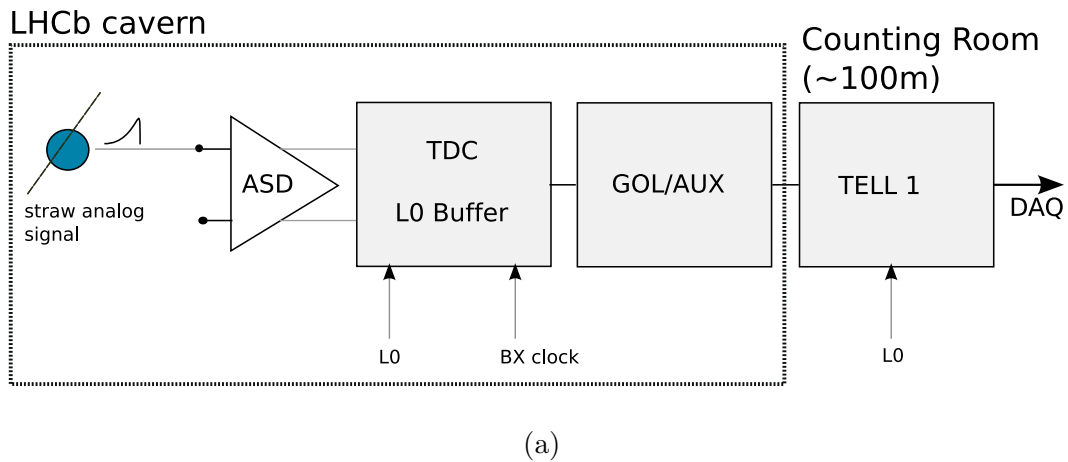 LHCb cavern
Counting Room
(~100m)
straw analog
signal
ASD
TDC
L0 Buffer
GOL/AUX
TELL 1
DAQ
L0
BX clock
L0
(a)